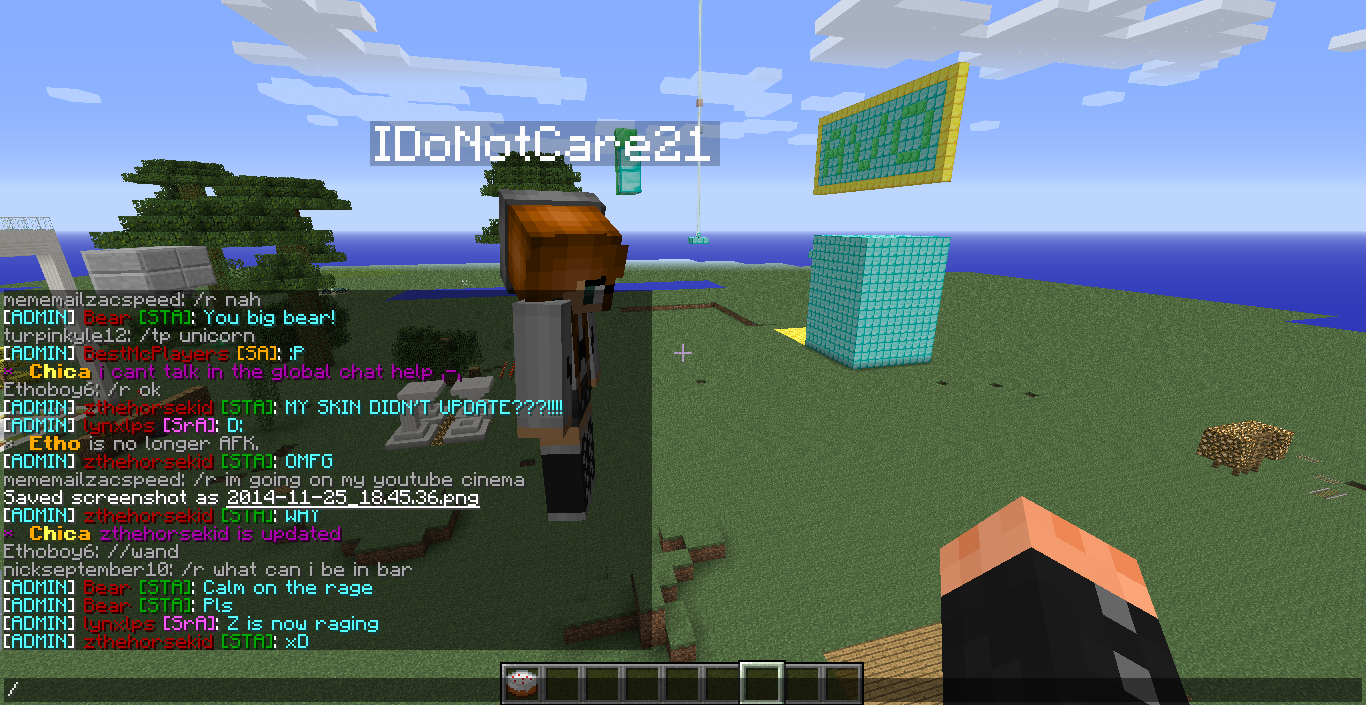 IDoNotCare21
mememailzacspeed: /r nah
[ADMIN] Bear [STA]: You big bear!
turpinkyle12: /tp unicorn
[ADMIN] BestMcPlayers [SA]: :P
* Chica i cant talk in the global chat help ,-,
Ethoboy6: /r ok
[ADMIN] zthehorsekid [STA]: MY SKIN DIDN'T UPDATE???!!!!
[ADMIN] lynxlps [SrA]: D:
* Etho is no longer AFK.
[ADMIN] zthehorsekid [STA]: OMFG
mememailzacspeed: /r im going on my youtube cinema
Saved screenshot as 2014-11-25_18.45.36.png
[ADMIN] zthehorsekid [STA]: WAY
* Chica zthehorsekid is updated
Ethoboy6: //wand
nickseptember10: /r what can i be in bar
[ADMIN] Bear [STA]: Calm on the rage
[ADMIN] Bear [STA]: Pls
[ADMIN] lynxlps [SrA]: Z is now raging
[ADMIN] zthehorsekid [STA]: xD
/